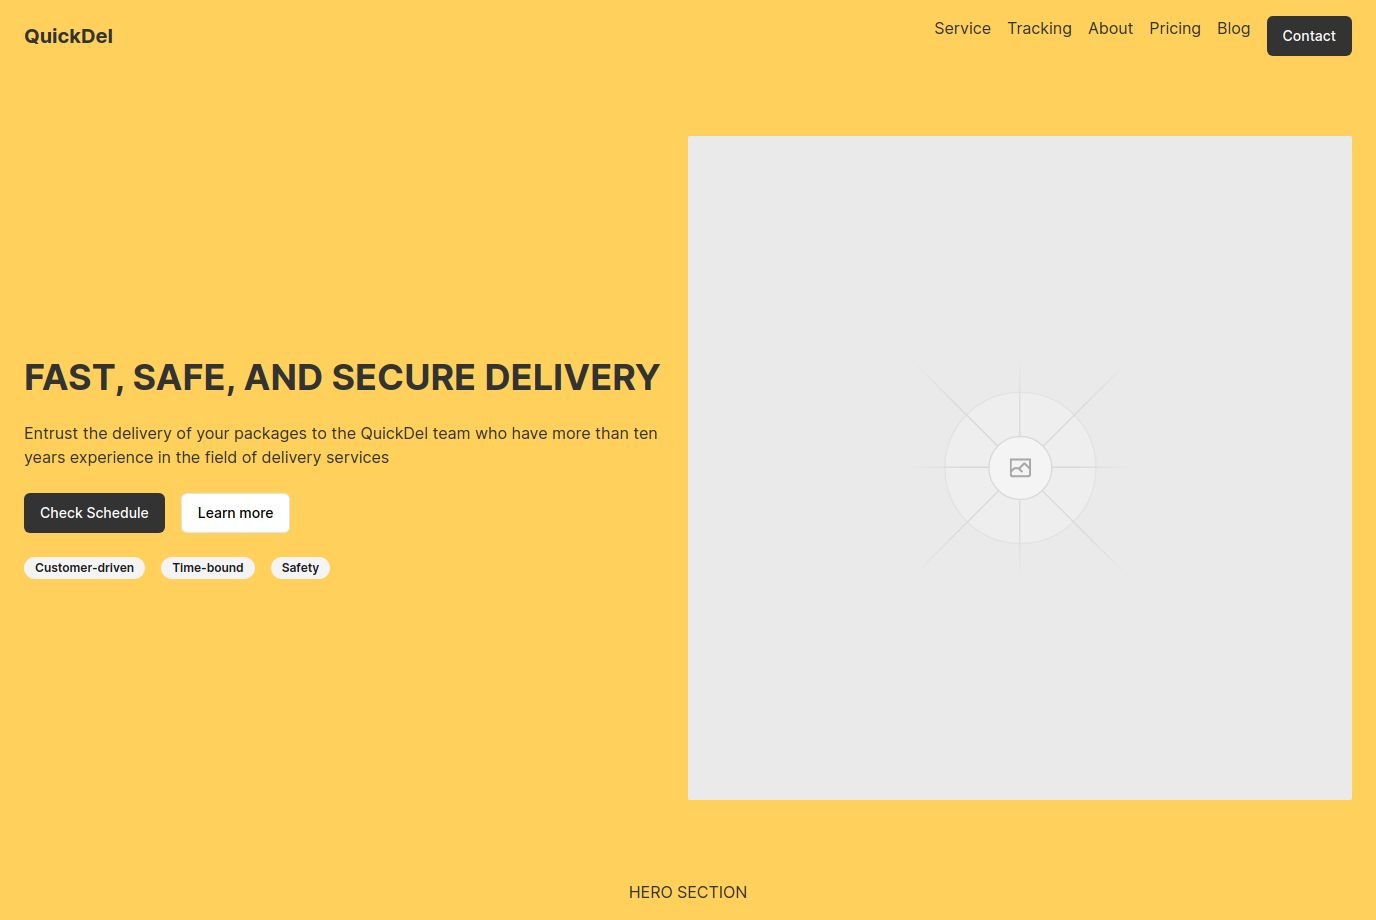 QuickDel
Service Tracking About Pricing Blog Contact
FAST, SAFE, AND SECURE DELIVERY
Entrust the delivery of your packages to the QuickDel team who have more than ten
years experience in the field of delivery services
Check Schedule Learn more
Customer-driven Time-bound Safety
HERO SECTION